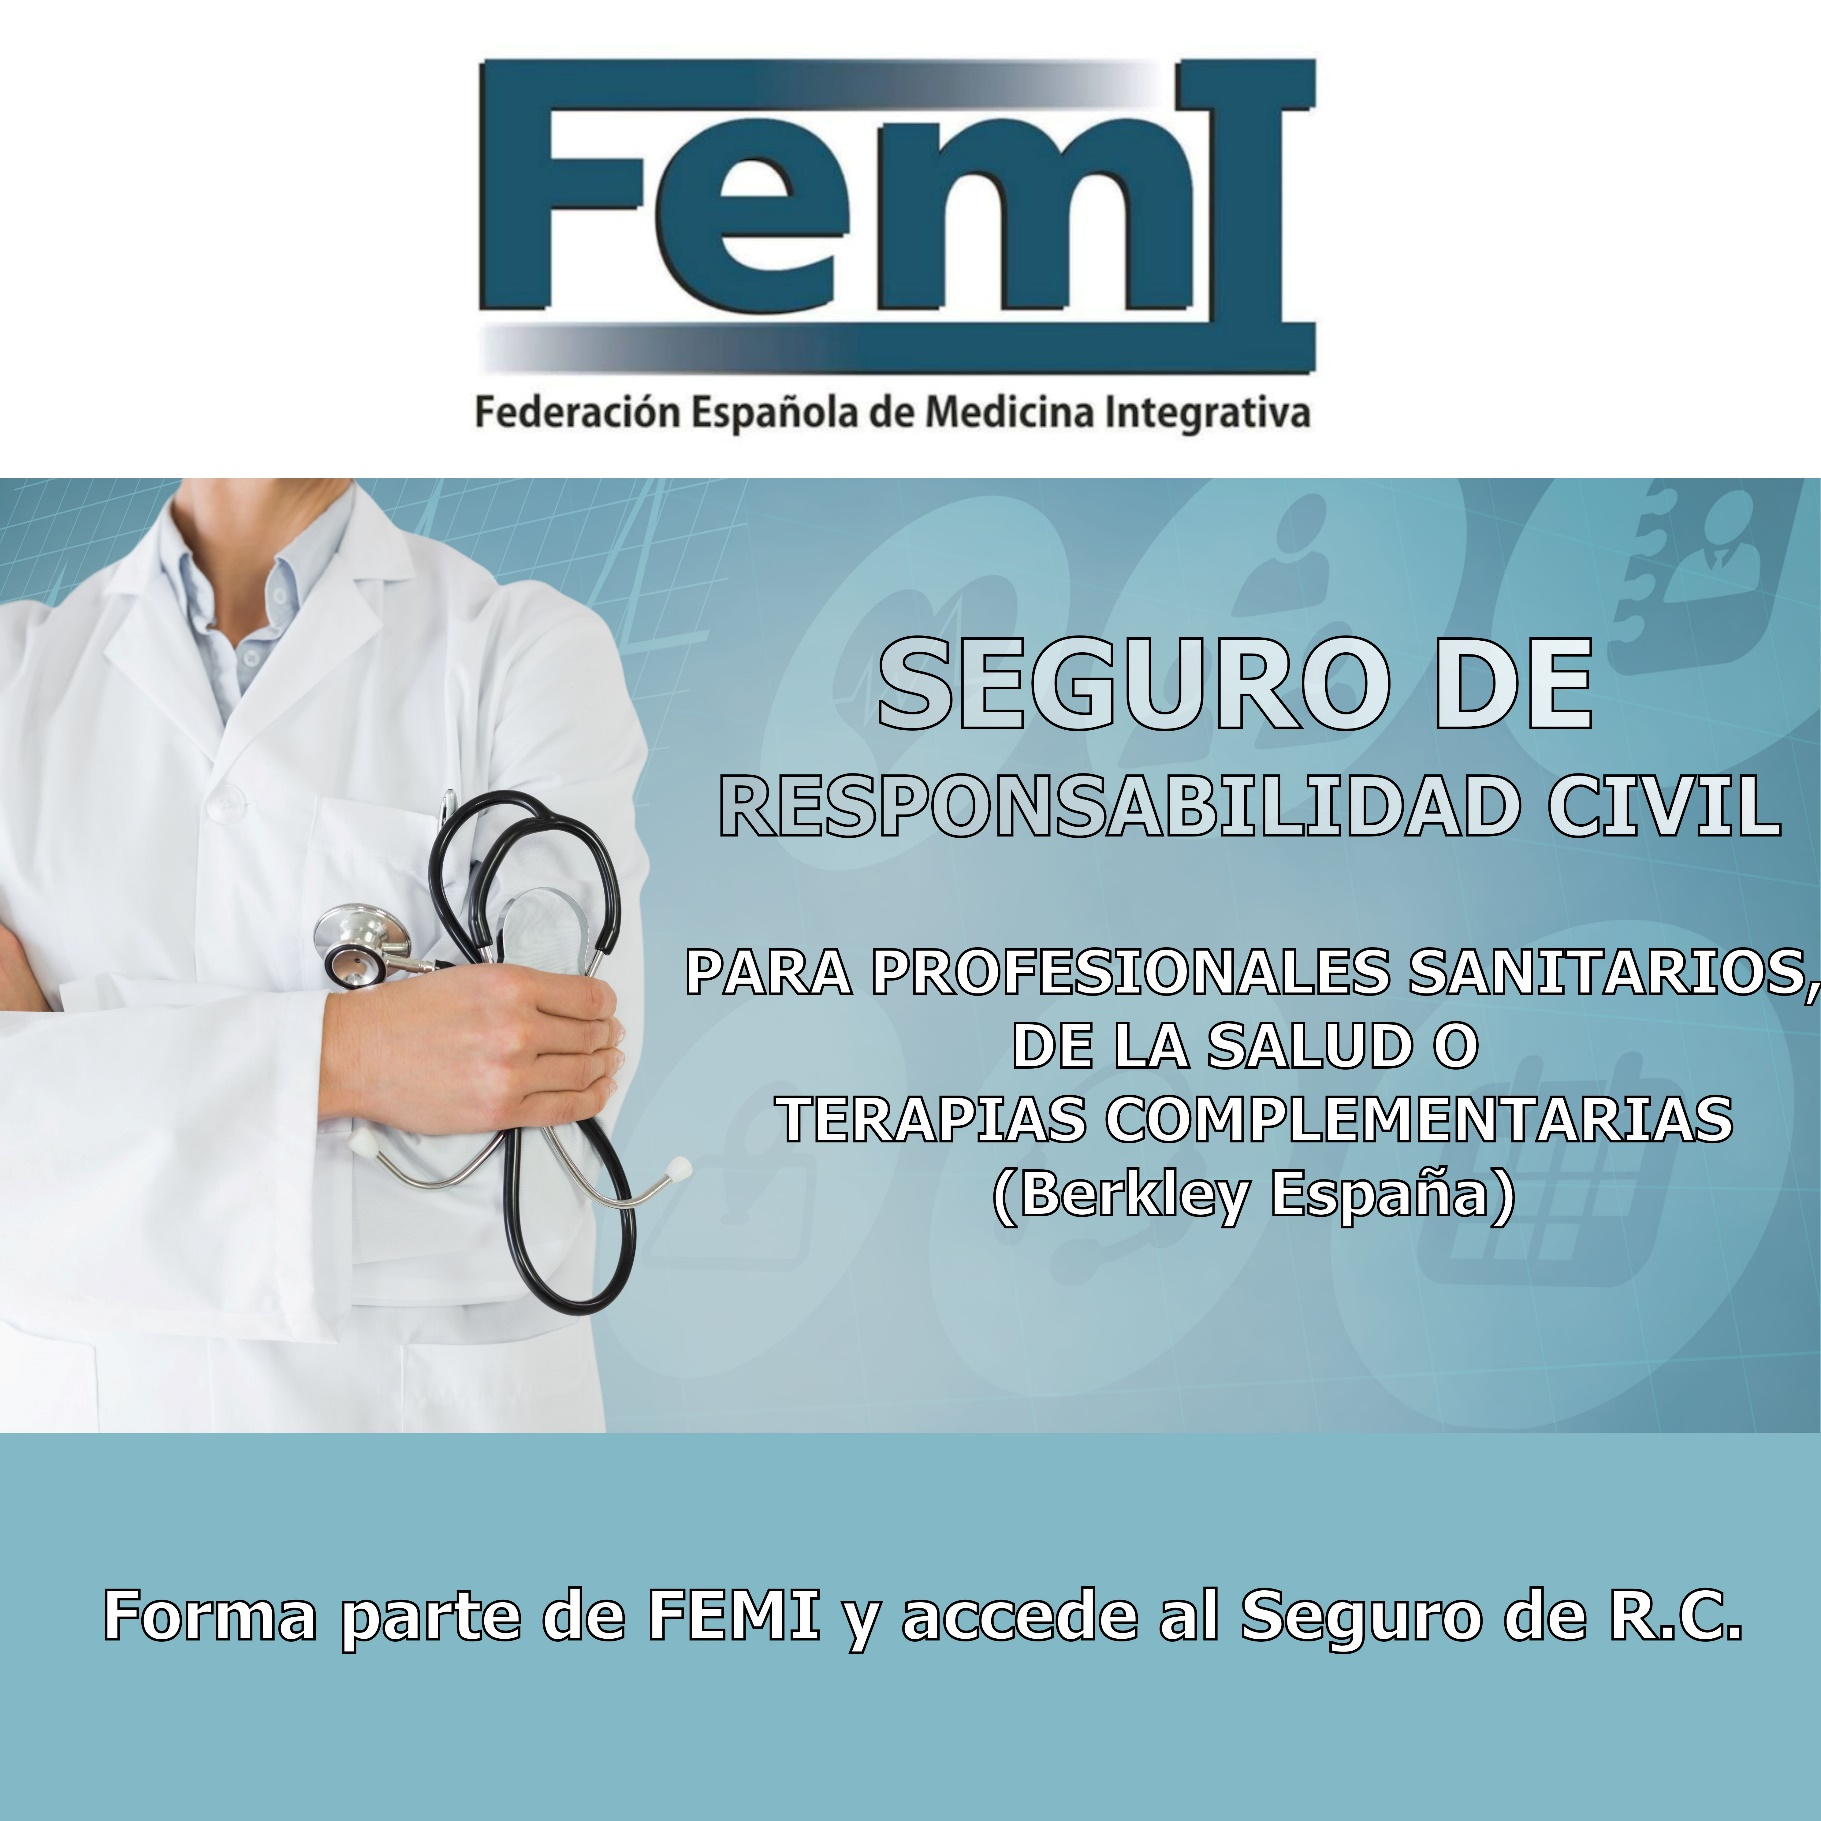 FemI
Federación Española de Medicina Integrativa
SEGURO DE
RESPONSABILIDAD CIVIL
PARA PROFESIONALES SANITARIOS,
DE LA SALUD O
TERAPIAS COMPLEMENTARIAS
(Berkley España)
Forma parte de FEMI y accede al Seguro de R.C.